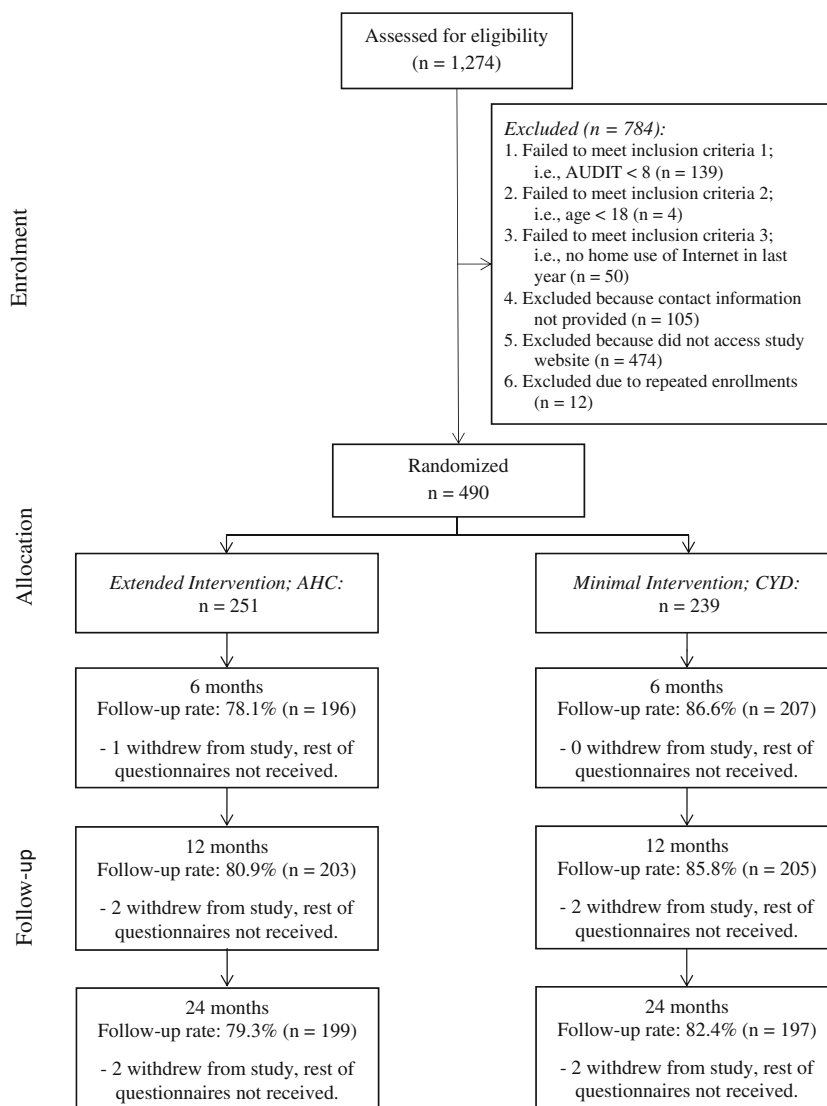 Assessed for eligibility
(n = 1,274)
Enrolment
Excluded (n = 784):
1. Failed to meet inclusion criteria 1;
i.e., AUDIT < 8 (n = 139)
2. Failed to meet inclusion criteria 2;
i.e., age < 18 (n = 4)
3. Failed to meet inclusion criteria 3;
i.e., no home use of Internet in last
year (n = 50)
4. Excluded because contact information
not provided (n = 105)
5. Excluded because did not access study
website (n = 474)
6. Excluded due to repeated enrollments
(n = 12)
Randomized
n = 490
Allocation
Extended Intervention; AHC:
n = 251
Minimal Intervention; CYD:
n = 239
Follow-up
6 months
Follow-up rate: 78.1% (n = 196)
- 1 withdrew from study, rest of
questionnaires not received.
6 months
Follow-up rate: 86.6% (n = 207)
- 0 withdrew from study, rest of
questionnaires not received.
12 months
Follow-up rate: 80.9% (n = 203)
- 2 withdrew from study, rest of
questionnaires not received.
12 months
Follow-up rate: 85.8% (n = 205)
- 2 withdrew from study, rest of
questionnaires not received.
24 months
Follow-up rate: 79.3% (n = 199)
- 2 withdrew from study, rest of
questionnaires not received.
24 months
Follow-up rate: 82.4% (n = 197)
- 2 withdrew from study, rest of
questionnaires not received.